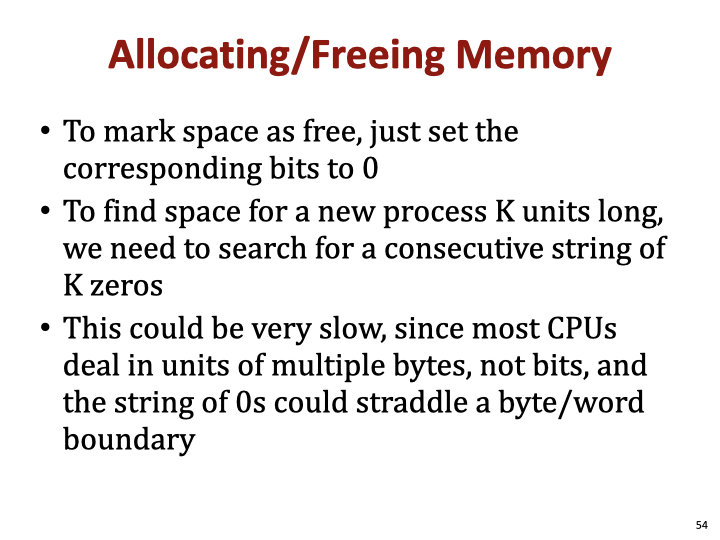 Allocating/Freeing Memory
• To mark space as free, just set the
corresponding bits to 0
• To find space for a new process K units long,
we need to search for a consecutive string of
K zeros
• This could be very slow, since most CPUs
deal in units of multiple bytes, not bits, and
the string of 0s could straddle a byte/word
boundary
54